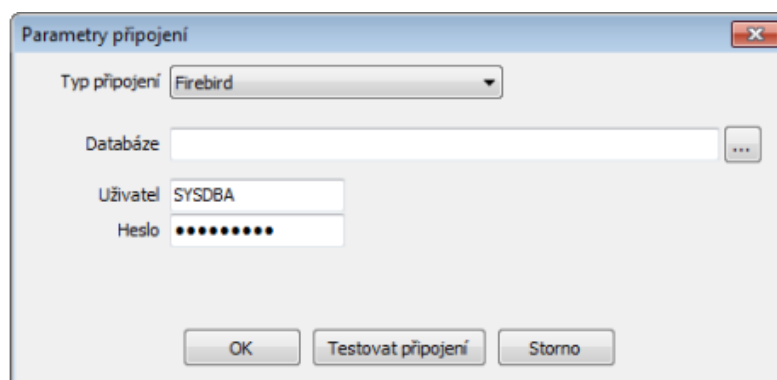 Parametry připojení
Typ připojení Firebird
Databáze ...
Uživatel SYSDBA
Heslo •••••••••
OK Testovat připojení Storno